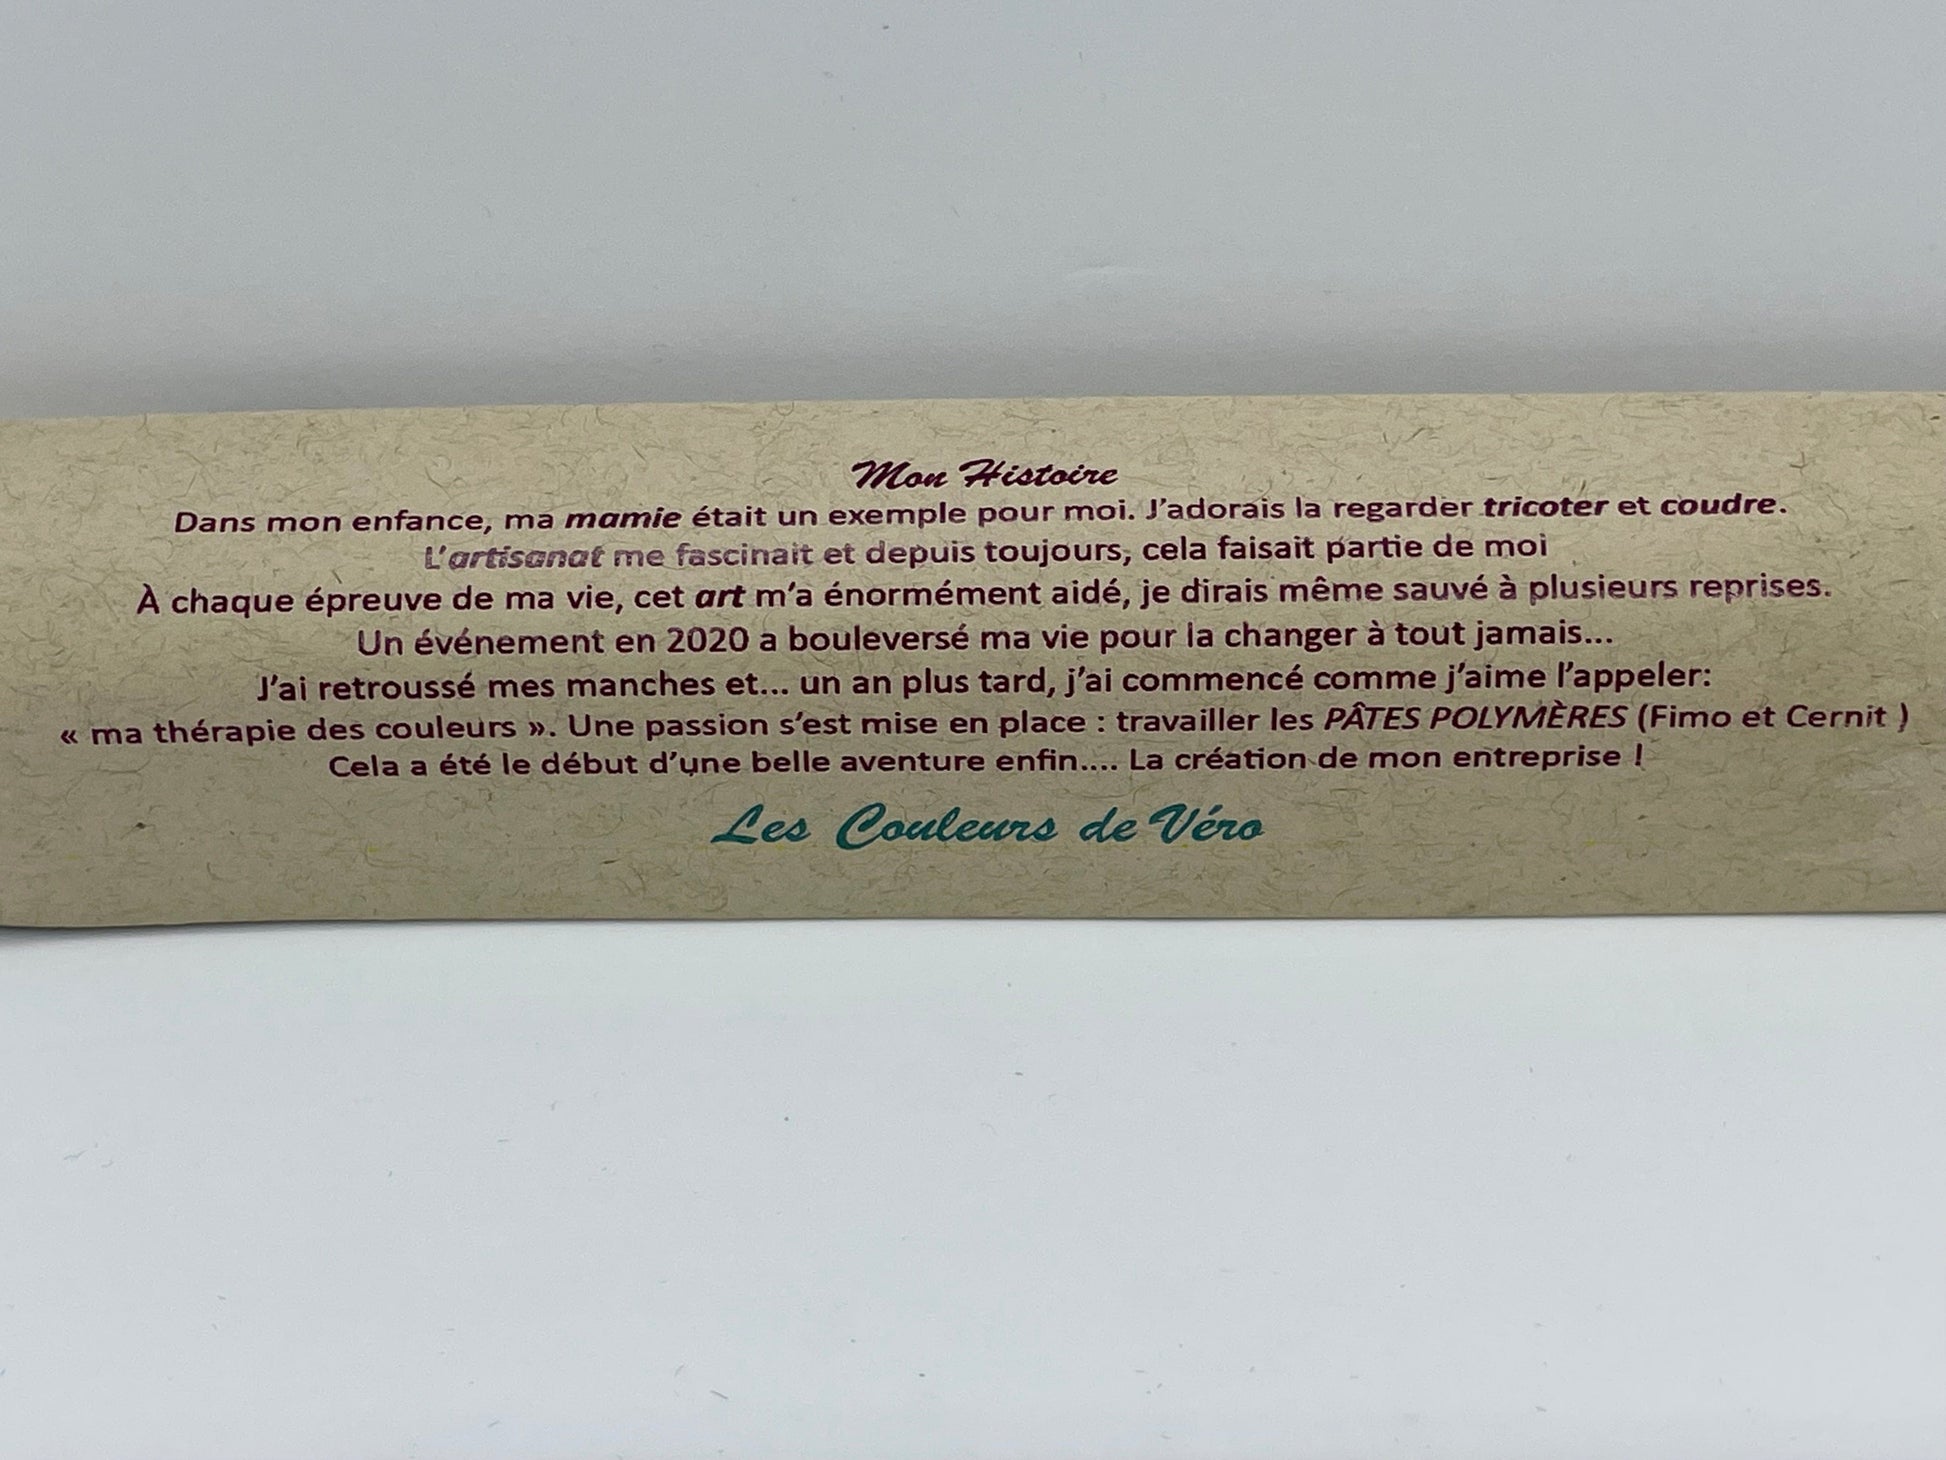 Mon Histoire
Dans mon enfance, ma mamie était un exemple pour moi. J'adorais la regarder tricoter et coudre.
L'artisanat me fascinait et depuis toujours, cela faisait partie de moi
À chaque épreuve de ma vie, cet art m'a énormément aidé, je dirais même sauvé à plusieurs reprises.
Un événement en 2020 a bouleversé ma vie pour la changer à tout jamais...
J'ai retroussé mes manches et... un an plus tard, j'ai commencé comme j'aime l'appeler:
« ma thérapie des couleurs ». Une passion s'est mise en place : travailler les PÂTES POLYMÈRES (Fimo et Cernit )
Cela a été le début d'une belle aventure enfin.... La création de mon entreprise !
Les Couleurs de Véro